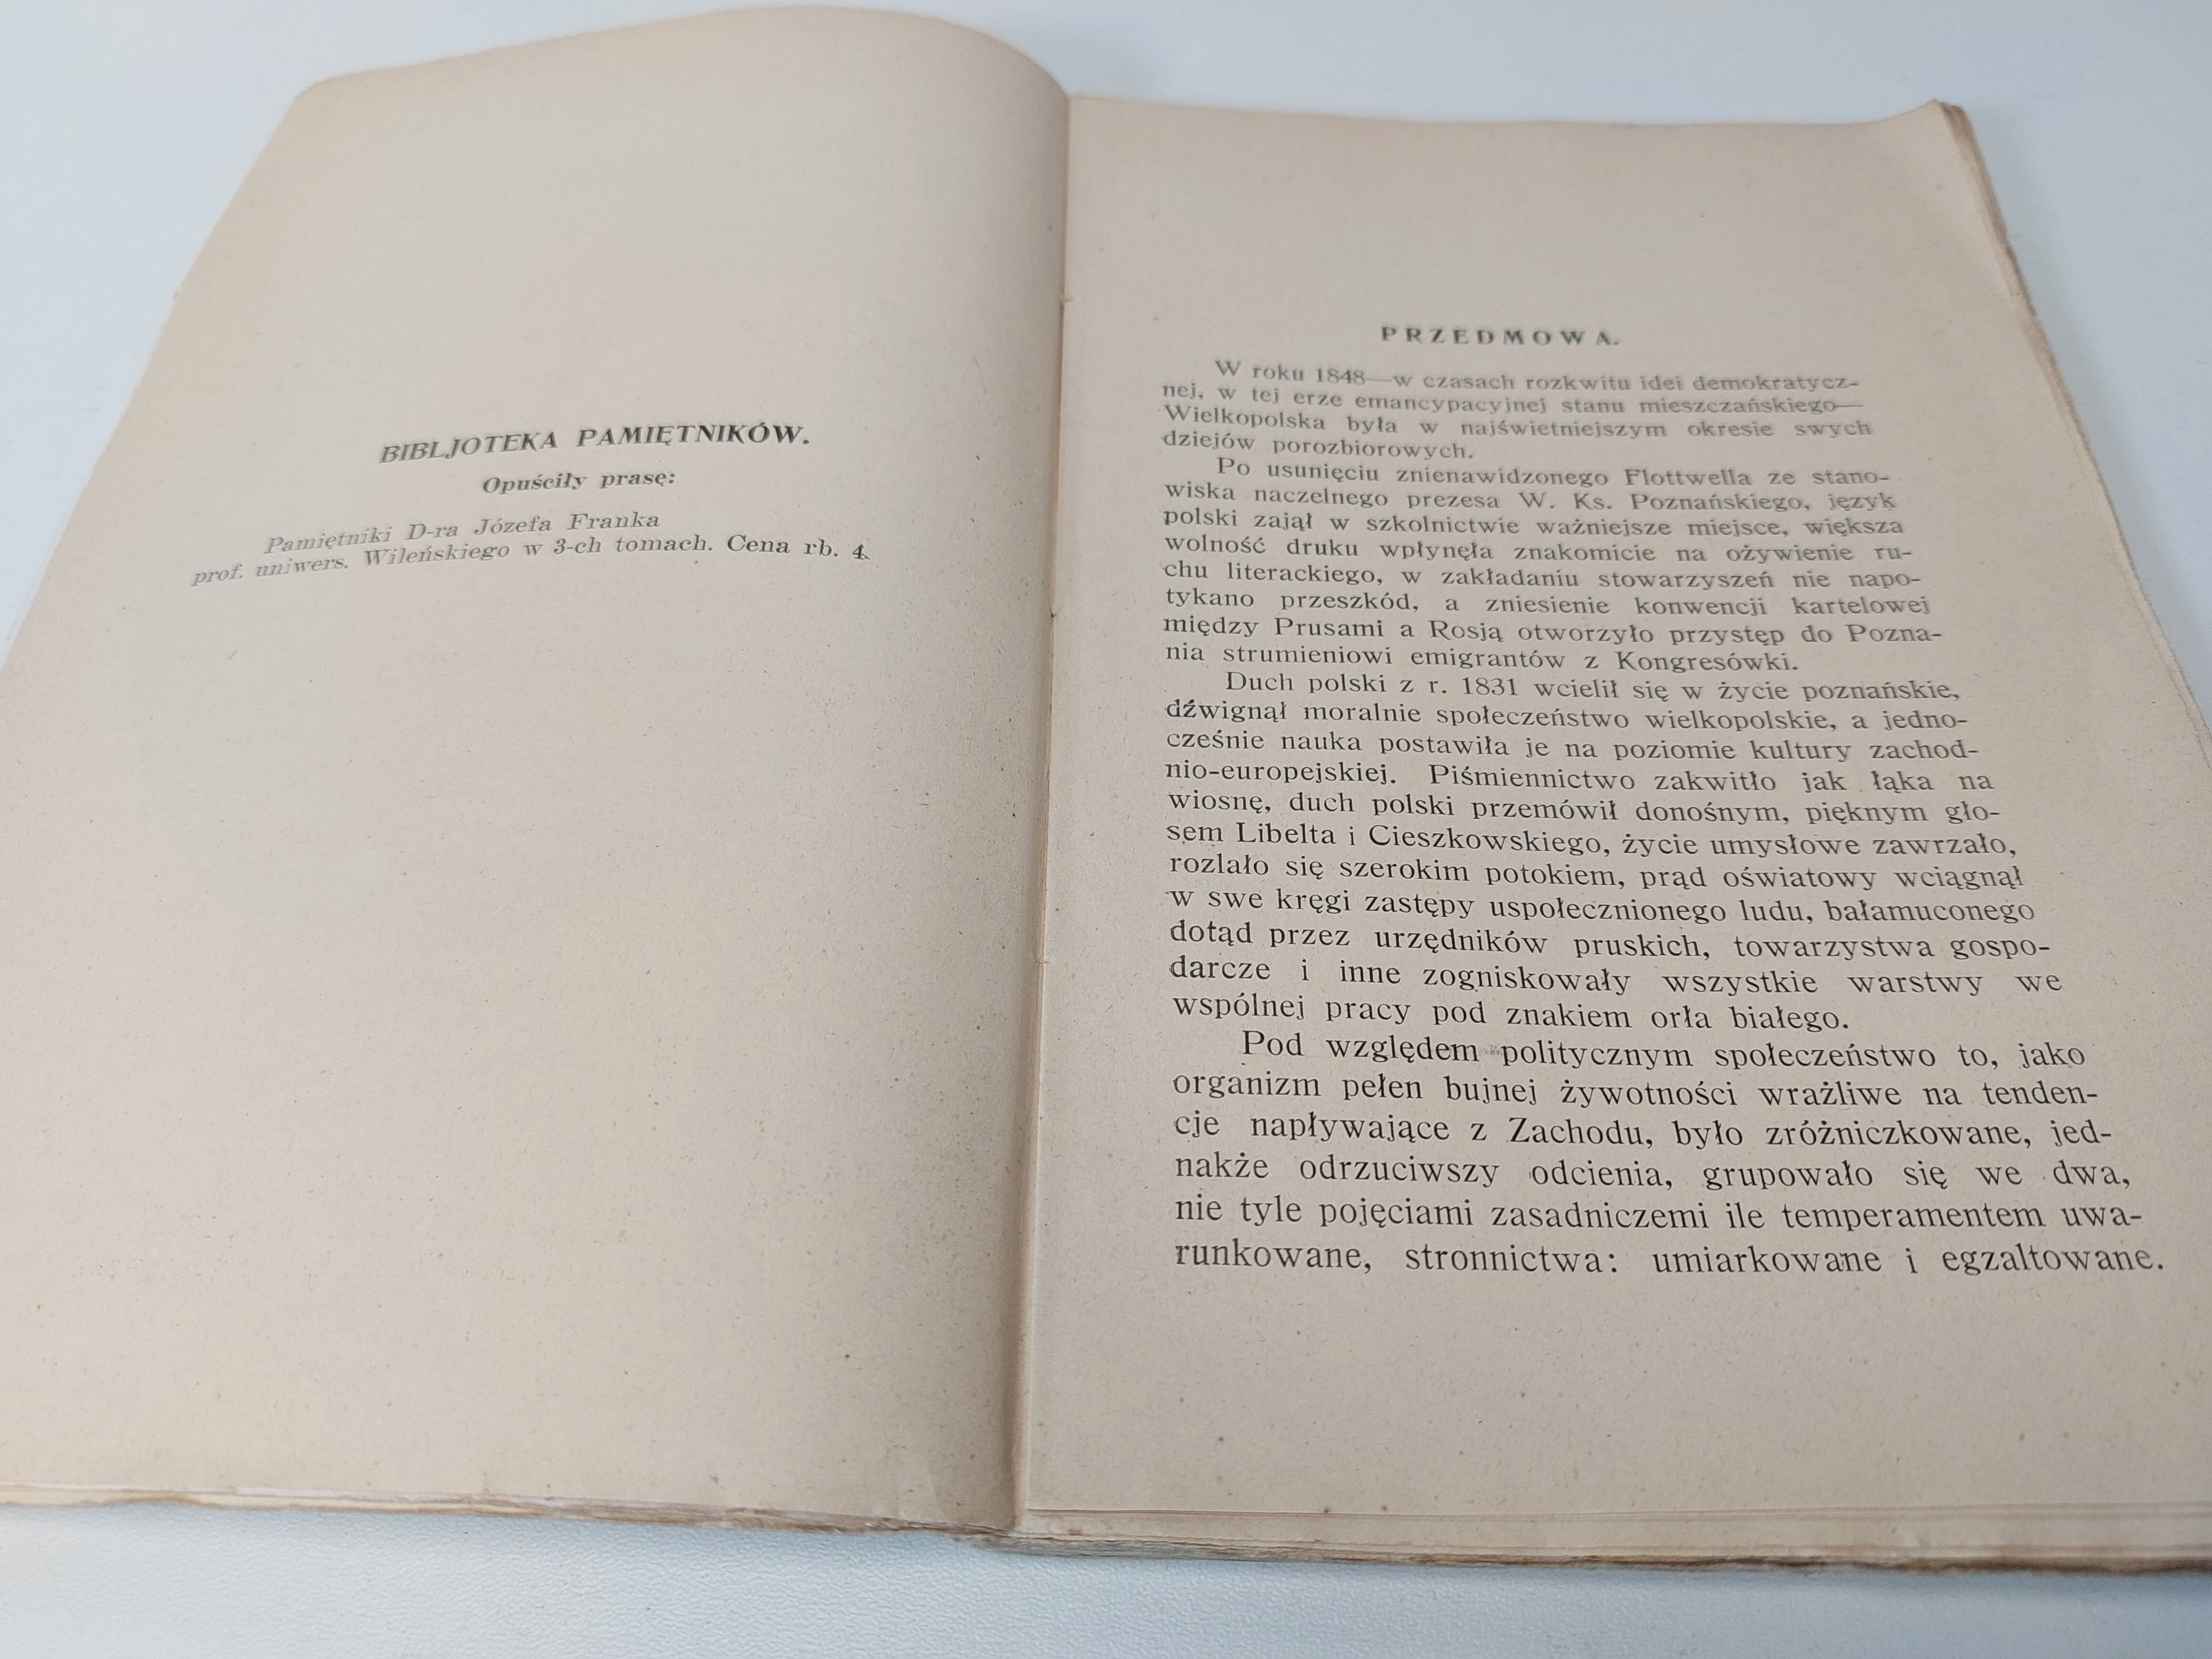 BIBLJOTEKA PAMIĘTNIKÓW.
Opuściły prasę:
Pamiętniki D-ra Józefa Franka
prof. uniwers. Wileńskiego w 3-ch tomach. Cena rb. 4.
PRZEDMOWA.
W roku 1848—w czasach rozkwitu idei demokratycz-
nej, w tej erze emancypacyjnej stanu mieszczańskiego—
Wielkopolska była w najświetniejszym okresie swych
dziejów porozbiorowych.
Po usunięciu znienawidzonego Flottwella ze stano-
wiska naczelnego prezesa W. Ks. Poznańskiego, język
polski zajął w szkolnictwie ważniejsze miejsce, większa
wolność druku wpłynęła znakomicie na ożywienie ru-
chu literackiego, w zakładaniu stowarzyszeń nie napo-
tykano przeszkód, a zniesienie konwencji kartelowej
między Prusami a Rosją otworzyło przystęp do Pozna-
nia strumieniowi emigrantów z Kongresówki.
Duch polski z r. 1831 wcielił się w życie poznańskie,
dźwignął moralnie społeczeństwo wielkopolskie, a jedno-
cześnie nauka postawiła je na poziomie kultury zachod-
nio-europejskiej. Piśmiennictwo zakwitło jak łąka na
wiosnę, duch polski przemówił donośnym, pięknym gło-
sem Libelta i Cieszkowskiego, życie umysłowe zawrzało,
rozlało się szerokim potokiem, prąd oświatowy wciągnął
w swe kręgi zastępy uspołecznionego ludu, bałamuconego
dotąd przez urzędników pruskich, towarzystwa gospo-
darcze i inne zogniskowały wszystkie warstwy we
wspólnej pracy pod znakiem orła białego.
Pod względem politycznym społeczeństwo to, jako
organizm pełen bujnej żywotności wrażliwe na tenden-
cje napływające z Zachodu, było zróżniczkowane, jed-
nakże odrzuciwszy odcienia, grupowało się we dwa,
nie tyle pojęciami zasadniczemi ile temperamentem uwa-
runkowane, stronnictwa: umiarkowane i egzaltowane.